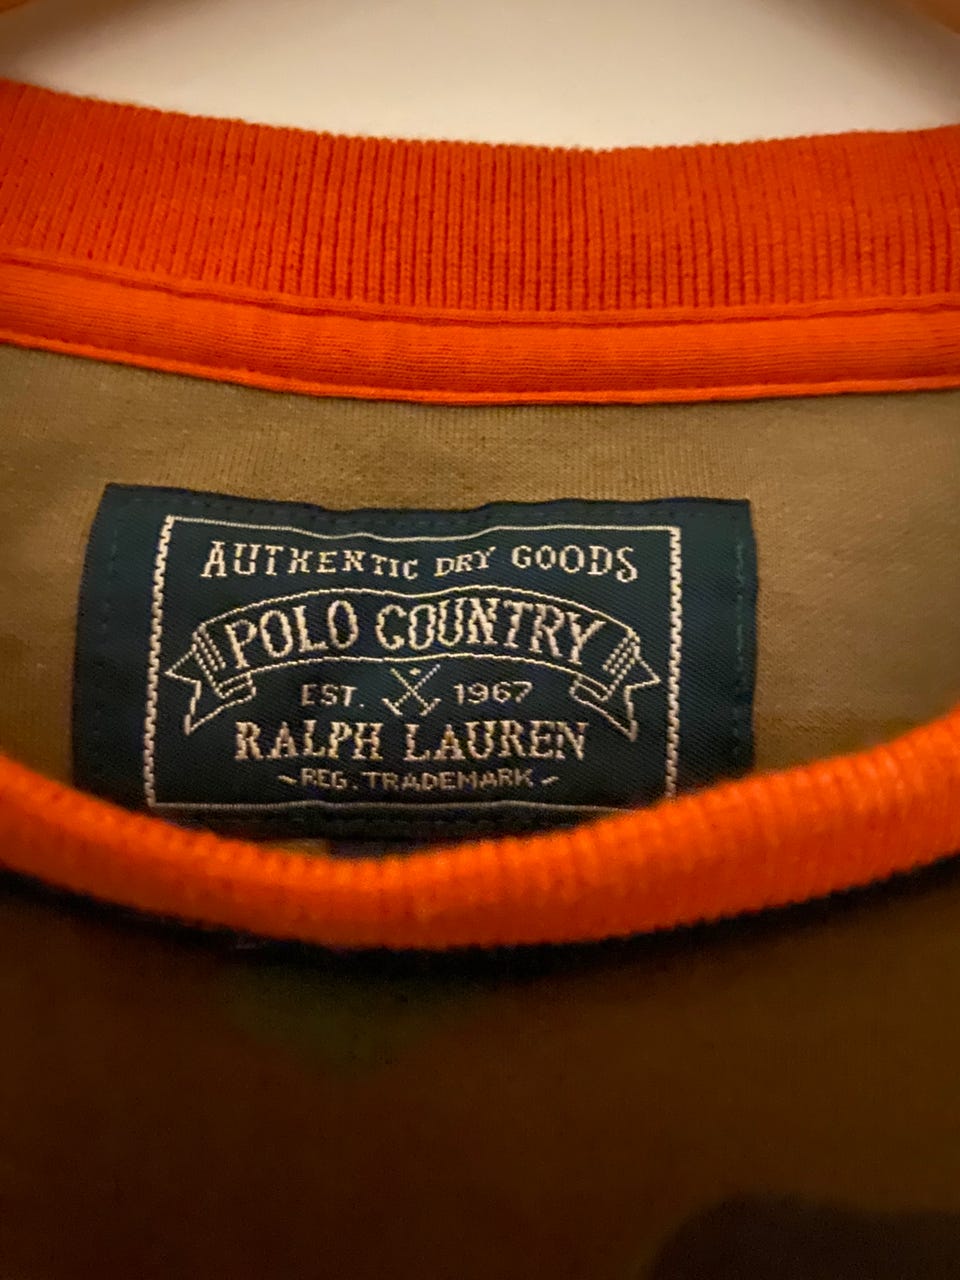 AUTHENTIC DRY GOODS
POLO COUNTRY
EST. 1967
RALPH LAUREN
~REG. TRADEMARK~